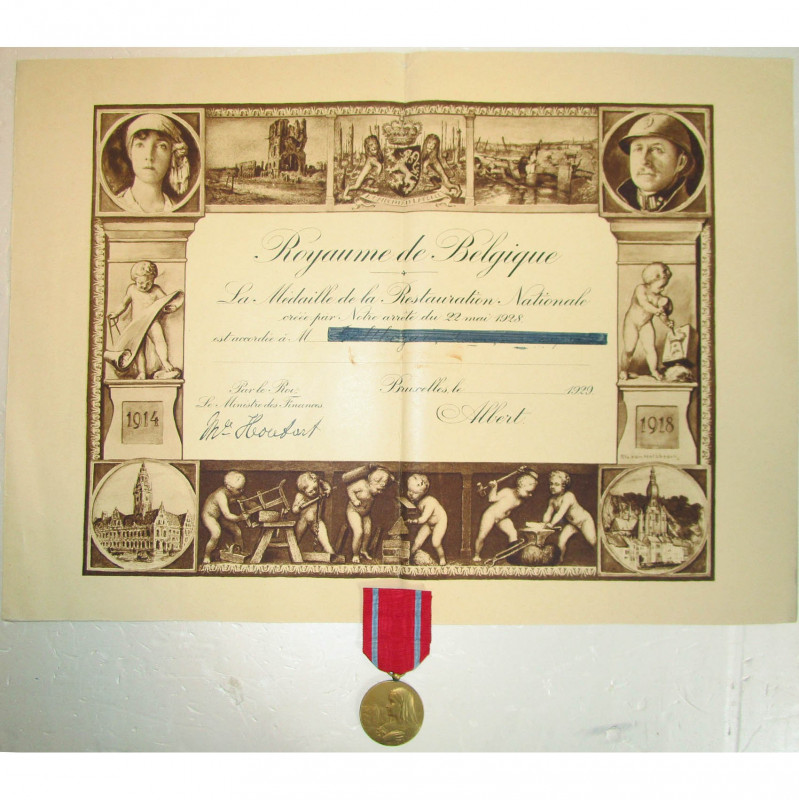 Royaume de Belgique
La Médaille de la Restauration Nationale
créée par Notre arrêté du 22 mai 1928
est accordée à M
Par le Roi:
Le Ministre des Finances
Bruxelles, le 1929
Albert
Houtart
1914
1918